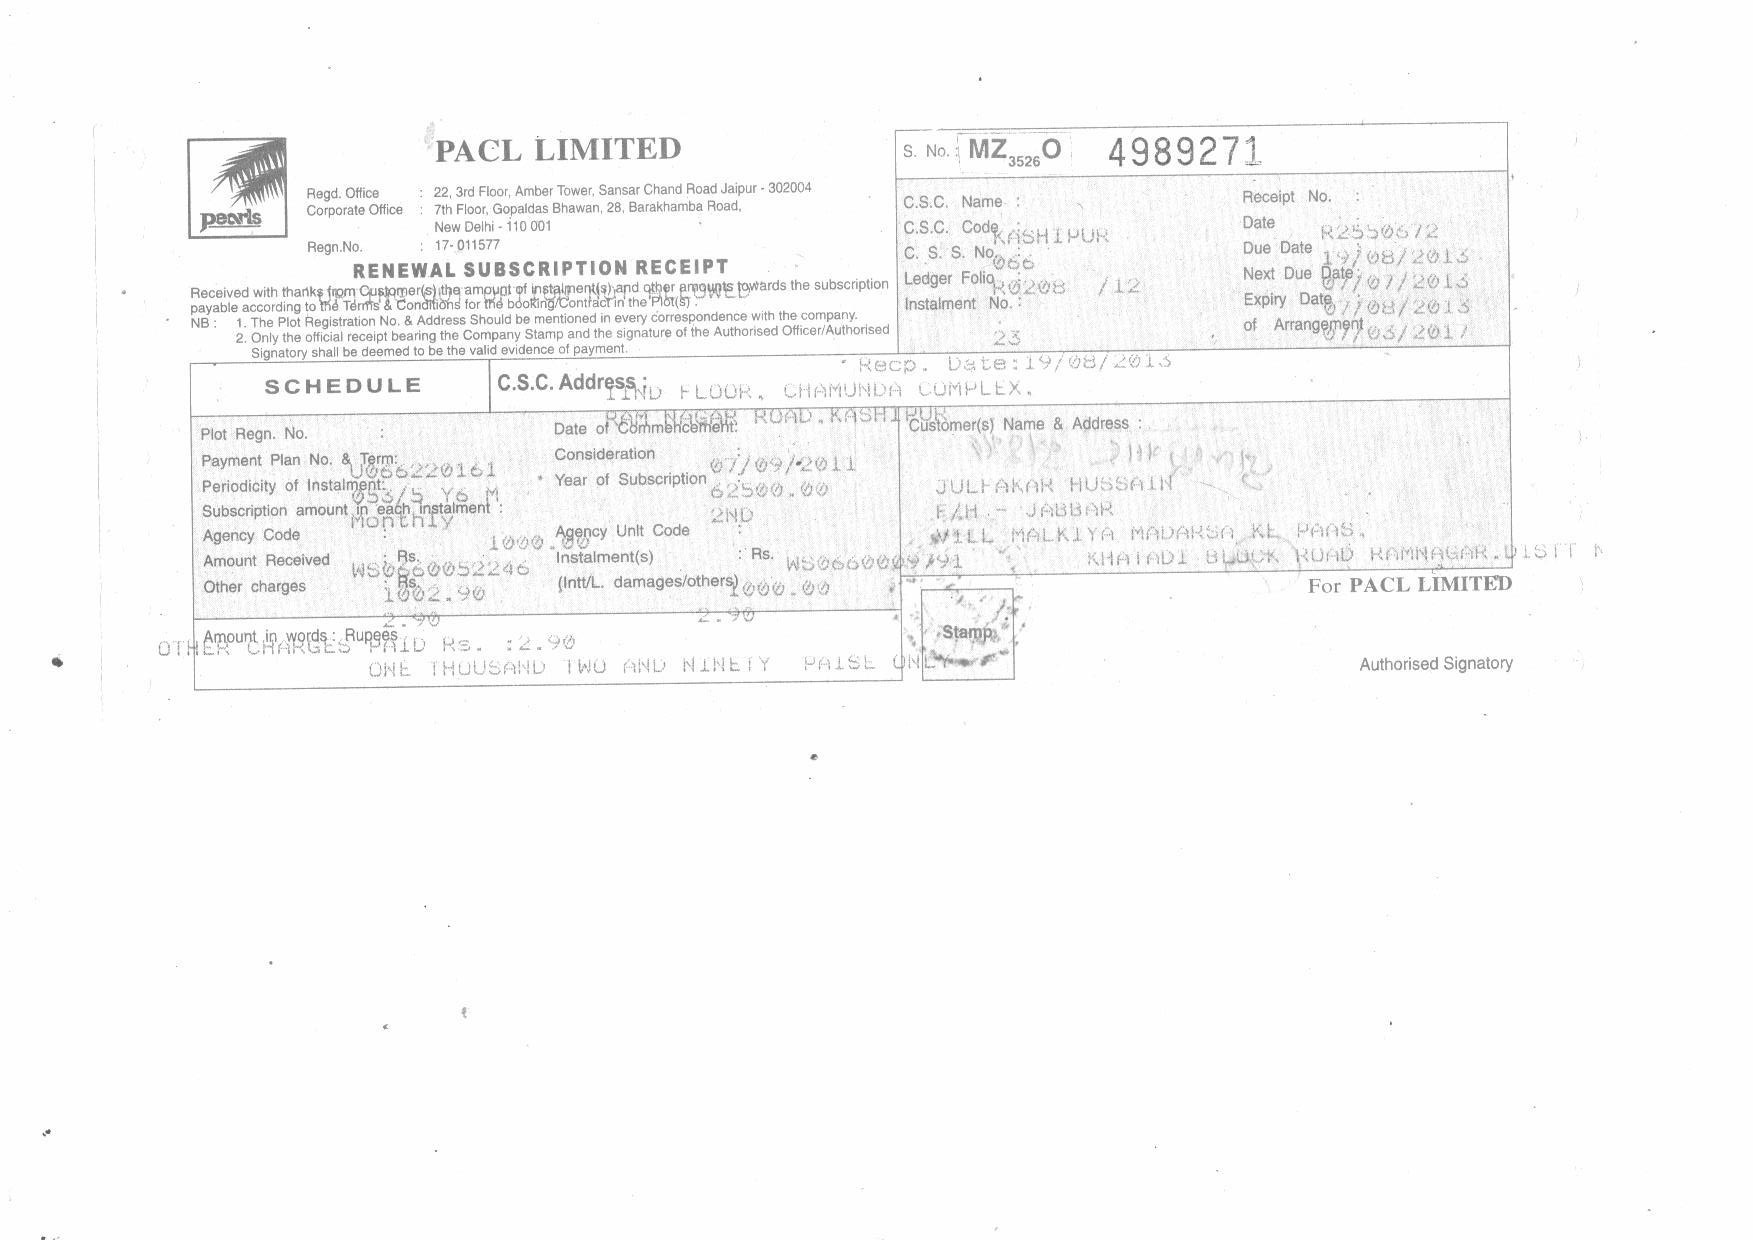 PACL LIMITED
S. No. : MZ 3526 O 4989271
pearls
Regd. Office : 22, 3rd Floor, Amber Tower, Sansar Chand Road Jaipur - 302004
Corporate Office : 7th Floor, Gopaldas Bhawan, 28, Barakhamba Road,
New Delhi - 110 001
Regn.No. : 17- 011577
RENEWAL SUBSCRIPTION RECEIPT
Received with thanks from Customer(s) the amount of instalment(s) and other amounts towards the subscription
payable according to the Terms & Conditions for the booking/Contract in the Plot(s) .
NB : 1. The Plot Registration No. & Address Should be mentioned in every correspondence with the company.
2. Only the official receipt bearing the Company Stamp and the signature of the Authorised Officer/Authorised
Signatory shall be deemed to be the valid evidence of payment.
C.S.C. Name :
Receipt No. :
C.S.C. Code :
KASHIPUR
Date
R2550672
C. S. S. No.
066
Due Date :
19/08/2013
Ledger Folio
R0208 /12
Next Due Date :
07/07/2013
Instalment No. :
Expiry Date
07/08/2013
23
of Arrangement
07/03/2017
Recp. Date:19/08/2013
SCHEDULE
C.S.C. Address :
IIND FLOOR, CHAMUNDA COMPLEX,
RAM NAGAR ROAD,KASHIPUR
Plot Regn. No. :
Date of Commencement:
Customer(s) Name & Address :
Payment Plan No. & Term:
U066220161
Consideration :
07/09/2011
Periodicity of Instalment:
053/5 Y6 M
Year of Subscription :
62500.00
JULFAKAR HUSSAIN
Subscription amount in each instalment :
Monthly
2ND
F/H .- JABBAR
Agency Code :
1000.00
Agency Unit Code :
VILL MALKIYA MADARSA KE PAAS,
Amount Received : Rs.
WS0660052246
Instalment(s) : Rs.
WS0660009791
KHATADI BLOCK ROAD RAMNAGAR.DISTT N
Other charges : Rs.
1002.90
(Intt/L. damages/others)
1000.00
For PACL LIMITED
2.90
2.90
Amount in words : Rupees
OTHER CHARGES PAID Rs. :2.90
Stamp
ONE THOUSAND TWO AND NINETY PAISE ONLY
Authorised Signatory